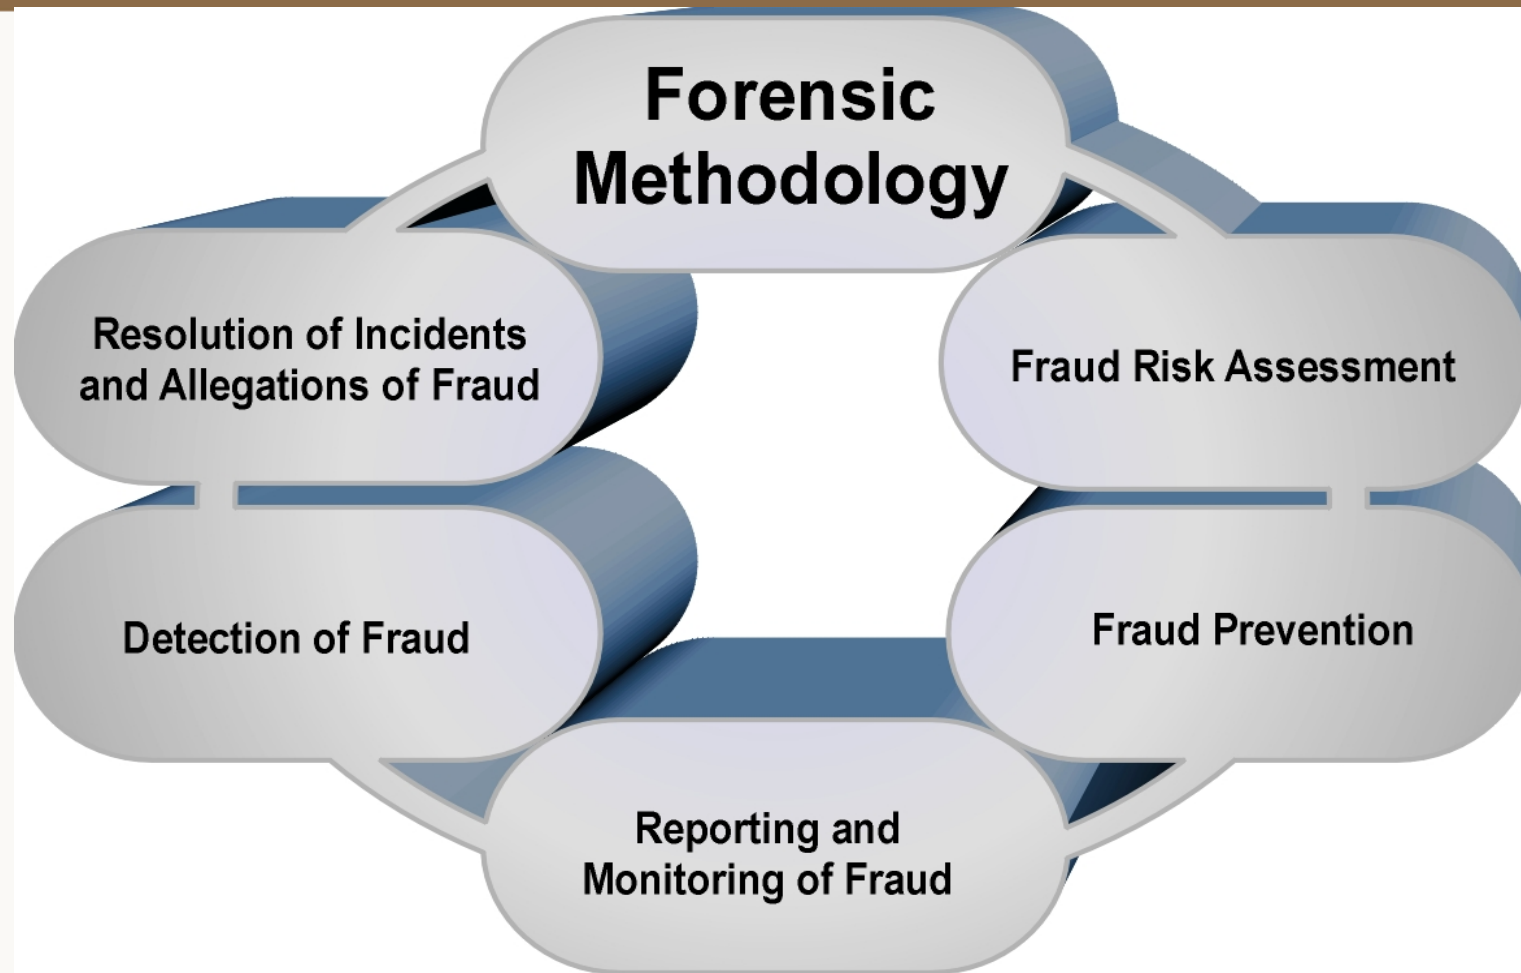 Forensic
Methodology
Resolution of Incidents
and Allegations of Fraud
Fraud Risk Assessment
Detection of Fraud
Fraud Prevention
Reporting and
Monitoring of Fraud